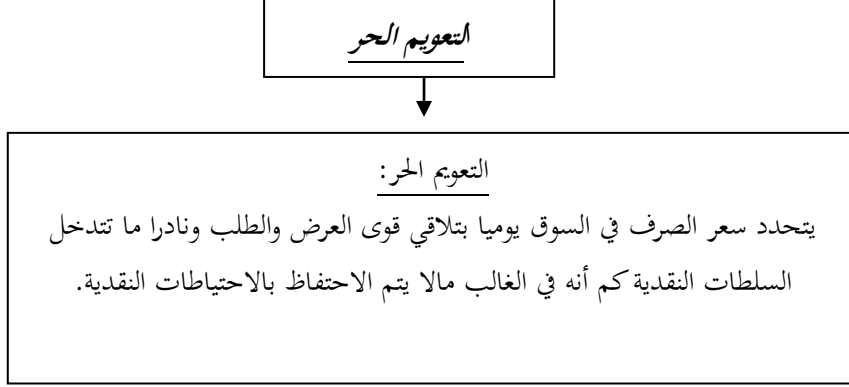 التعويم الحر
التعويم الحر:
يتحدد سعر الصرف في السوق يوميا بتلاقي قوى العرض والطلب ونادرا ما تتدخل
السلطات النقدية كم أنه في الغالب مالا يتم الاحتفاظ بالاحتياطات النقدية.